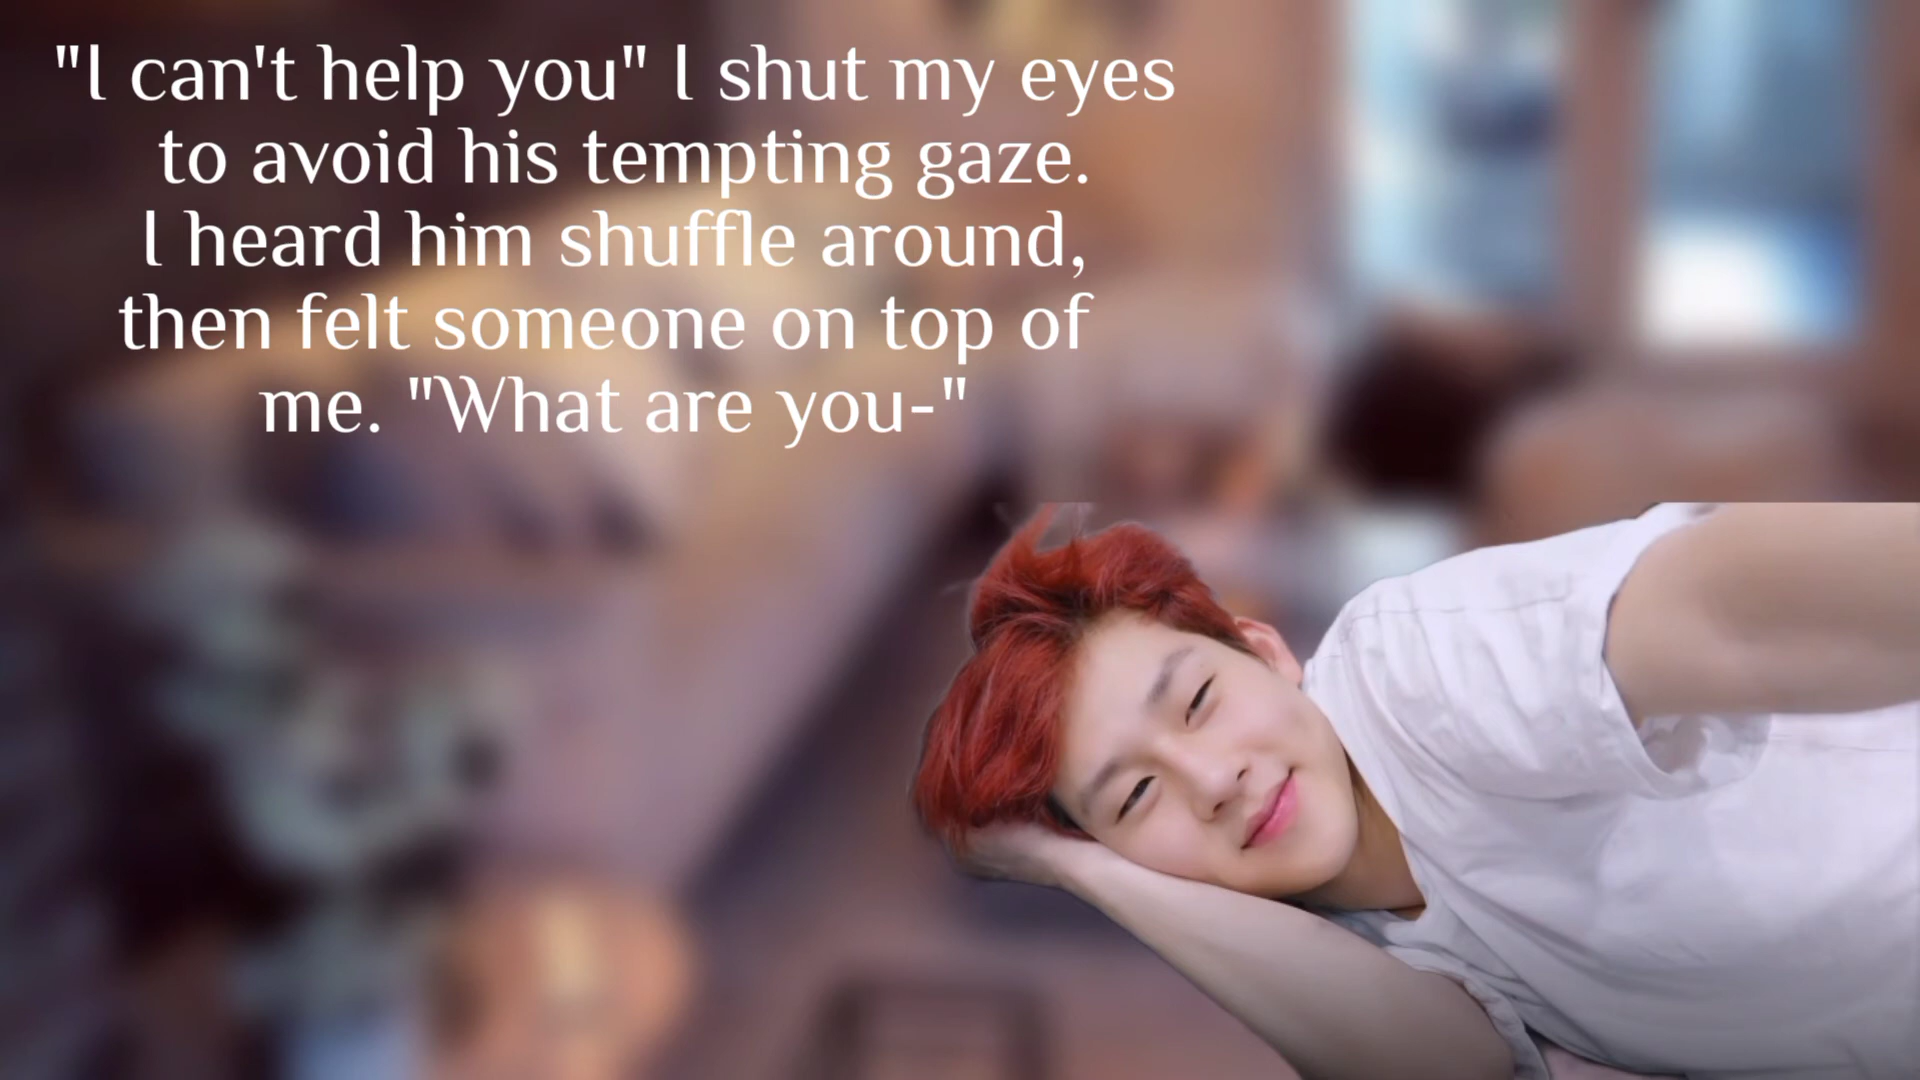 "I can't help you" I shut my eyes
to avoid his tempting gaze.
I heard him shuffle around,
then felt someone on top of
me. "What are you-"